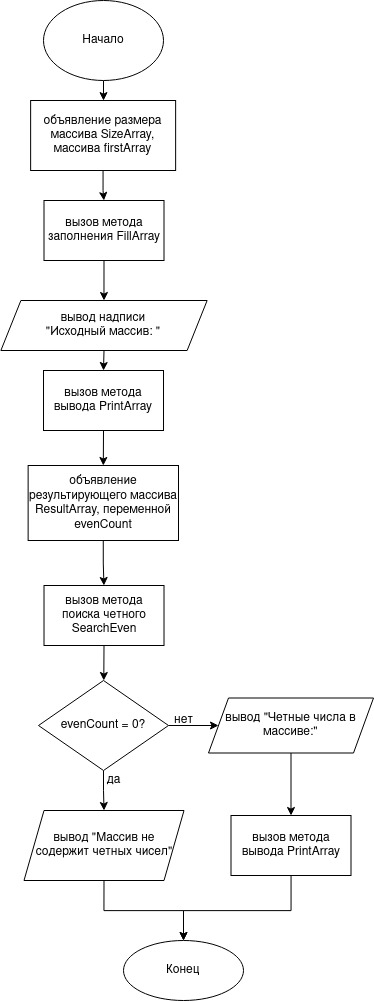 Начало
объявление размера
массива SizeArray,
массива firstArray
вызов метода
заполнения FillArray
вывод надписи
"Исходный массив: "
вызов метода
вывода PrintArray
объявление
результирующего массива
ResultArray, переменной
evenCount
вызов метода
поиска четного
SearchEven
evenCount = 0?
нет
вывод "Четные числа в
массиве:"
да
вывод "Массив не
содержит четных чисел"
вызов метода
вывода PrintArray
Конец